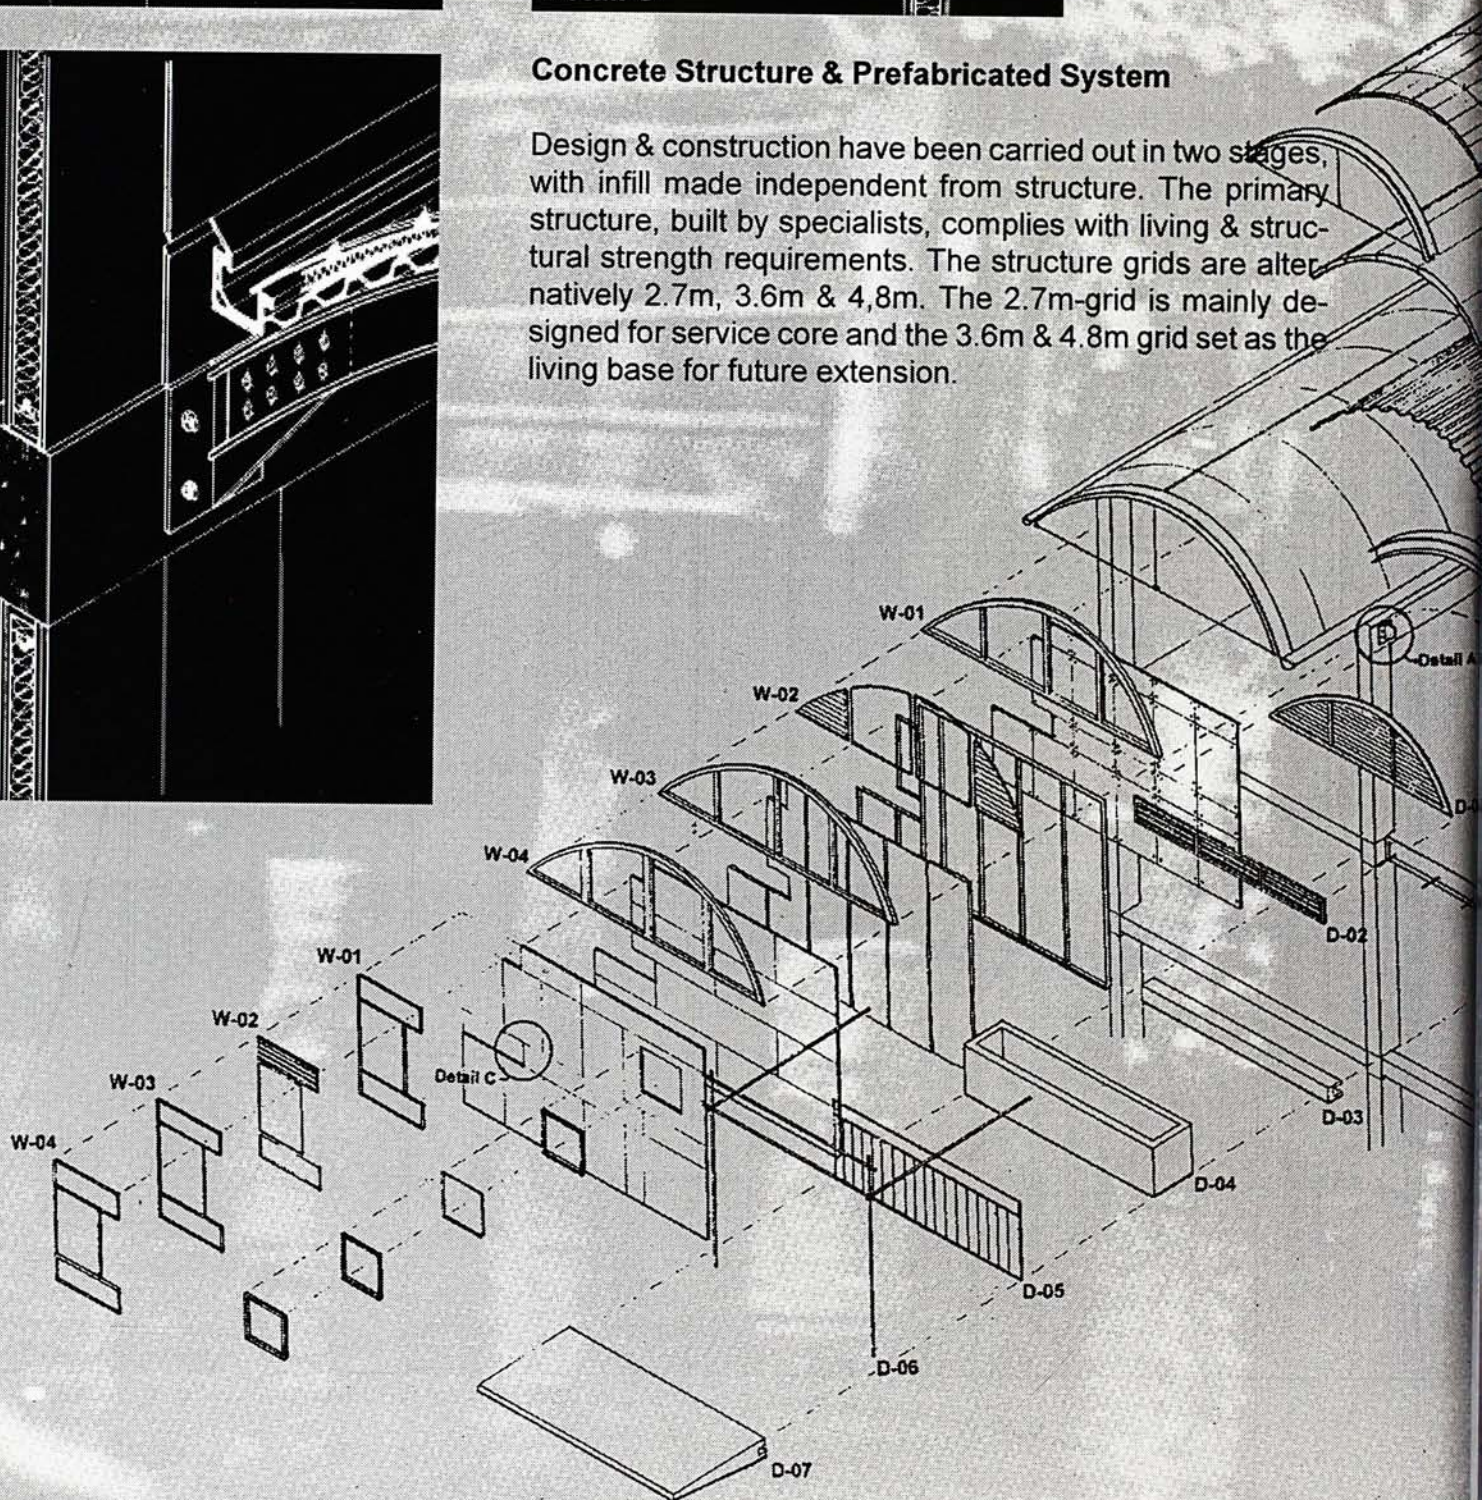 Concrete Structure & Prefabricated System
Design & construction have been carried out in two stages,
with infill made independent from structure. The primary
structure, built by specialists, complies with living & struc-
tural strength requirements. The structure grids are alter-
natively 2.7m, 3.6m & 4,8m. The 2.7m-grid is mainly de-
signed for service core and the 3.6m & 4.8m grid set as the
living base for future extension.
W-01
Detail A
W-02
W-03
W-04
D-02
W-01
W-02
W-03
W-04
Detail C
D-03
D-04
D-05
D-06
D-07